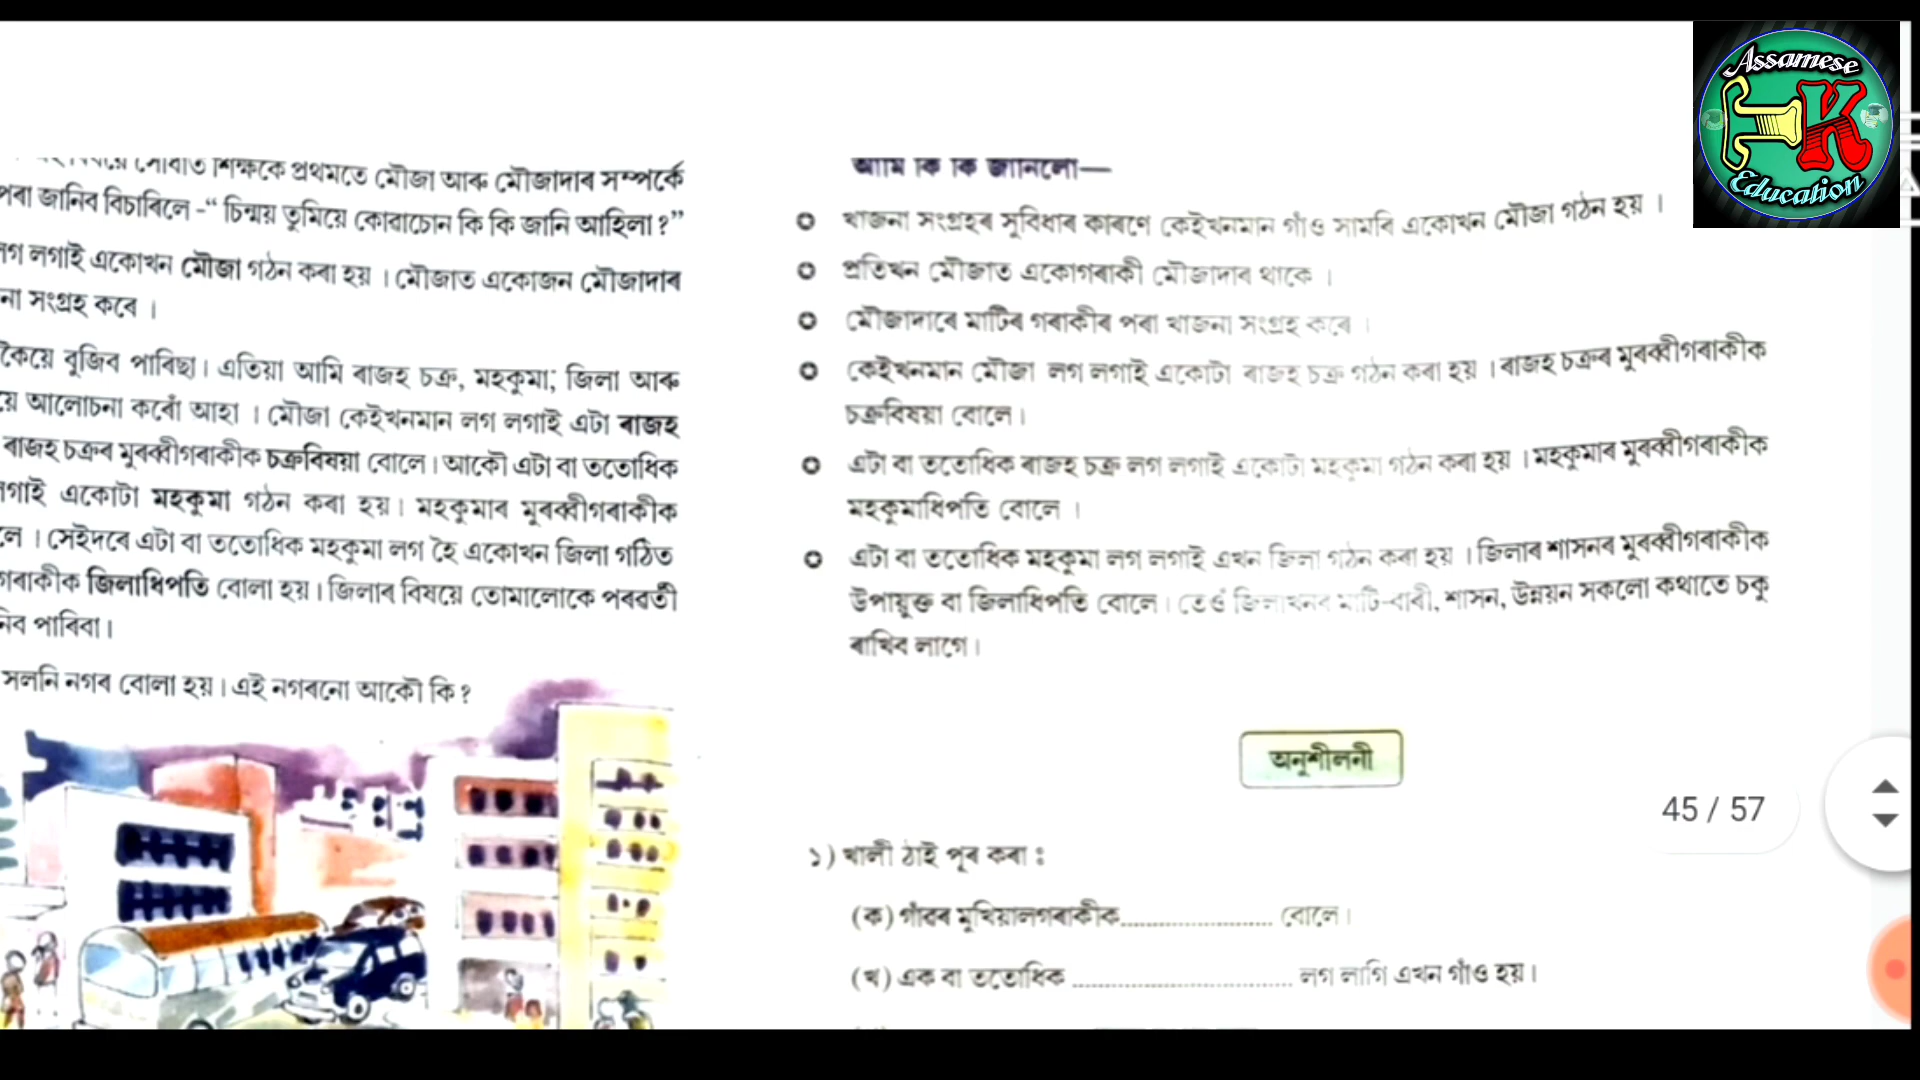 শিক্ষকে প্ৰথমতে মৌজা আৰু মৌজাদাৰ সম্পৰ্কে
পৰা জানিব বিচাৰিলে -“ চিন্ময় তুমিয়ে কোৱাচোন কি কি জানি আহিলা ?”
লগ লগাই একোখন মৌজা গঠন কৰা হয় । মৌজাত একোজন মৌজাদাৰ
না সংগ্ৰহ কৰে ।
কৈয়ে বুজিব পাৰিছা। এতিয়া আমি ৰাজহ চক্ৰ, মহকুমা; জিলা আৰু
য়ে আলোচনা কৰোঁ আহা । মৌজা কেইখনমান লগ লগাই এটা ৰাজহ
ৰাজহ চক্ৰৰ মুৰব্বীগৰাকীক চক্ৰবিষয়া বোলে। আকৌ এটা বা ততোধিক
লগাই একোটা মহকুমা গঠন কৰা হয়। মহকুমাৰ মুৰব্বীগৰাকীক
লে । সেইদৰে এটা বা ততোধিক মহকুমা লগ হৈ একোখন জিলা গঠিত
গৰাকীক জিলাধিপতি বোলা হয়। জিলাৰ বিষয়ে তোমালোকে পৰৱৰ্তী
নিব পাৰিবা।
সলনি নগৰ বোলা হয়। এই নগৰনো আকৌ কি ?
আমি কি কি জানিলো—
খাজনা সংগ্ৰহৰ সুবিধাৰ কাৰণে কেইখনমান গাঁও সামৰি একোখন মৌজা গঠন হয় ।
প্ৰতিখন মৌজাত একোগৰাকী মৌজাদাৰ থাকে ।
মৌজাদাৰে মাটিৰ গৰাকীৰ পৰা খাজনা সংগ্ৰহ কৰে ।
কেইখনমান মৌজা লগ লগাই একোটা ৰাজহ চক্ৰ গঠন কৰা হয় । ৰাজহ চক্ৰৰ মুৰব্বীগৰাকীক
চক্ৰবিষয়া বোলে।
এটা বা ততোধিক ৰাজহ চক্ৰ লগ লগাই একোটা মহকুমা গঠন কৰা হয় । মহকুমাৰ মুৰব্বীগৰাকীক
মহকুমাধিপতি বোলে ।
এটা বা ততোধিক মহকুমা লগ লগাই এখন জিলা গঠন কৰা হয় । জিলাৰ শাসনৰ মুৰব্বীগৰাকীক
উপায়ুক্ত বা জিলাধিপতি বোলে। তেওঁ জিলাখনৰ মাটি-বাৰী, শাসন, উন্নয়ন সকলো কথাতে চকু
ৰাখিব লাগে।
অনুশীলনী
১) খালী ঠাই পূৰ কৰা ঃ
(ক) গাঁৱৰ মুখিয়ালগৰাকীক........................ বোলে।
(খ) এক বা ততোধিক .................................... লগ লাগি এখন গাঁও হয়।
45 / 57
Assamese
K
Education